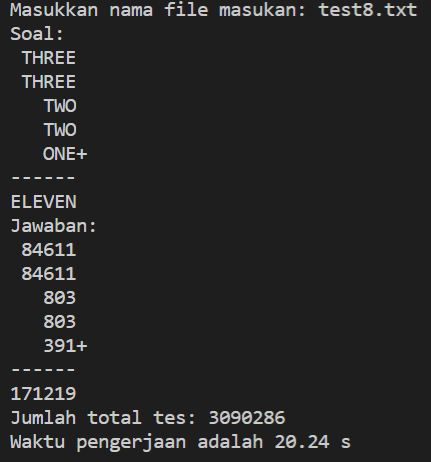 Masukkan nama file masukan: test8.txt
Soal:
 THREE
 THREE
   TWO
   TWO
   ONE+
------
ELEVEN
Jawaban:
 84611
 84611
   803
   803
   391+
------
171219
Jumlah total tes: 3090286
Waktu pengerjaan adalah 20.24 s